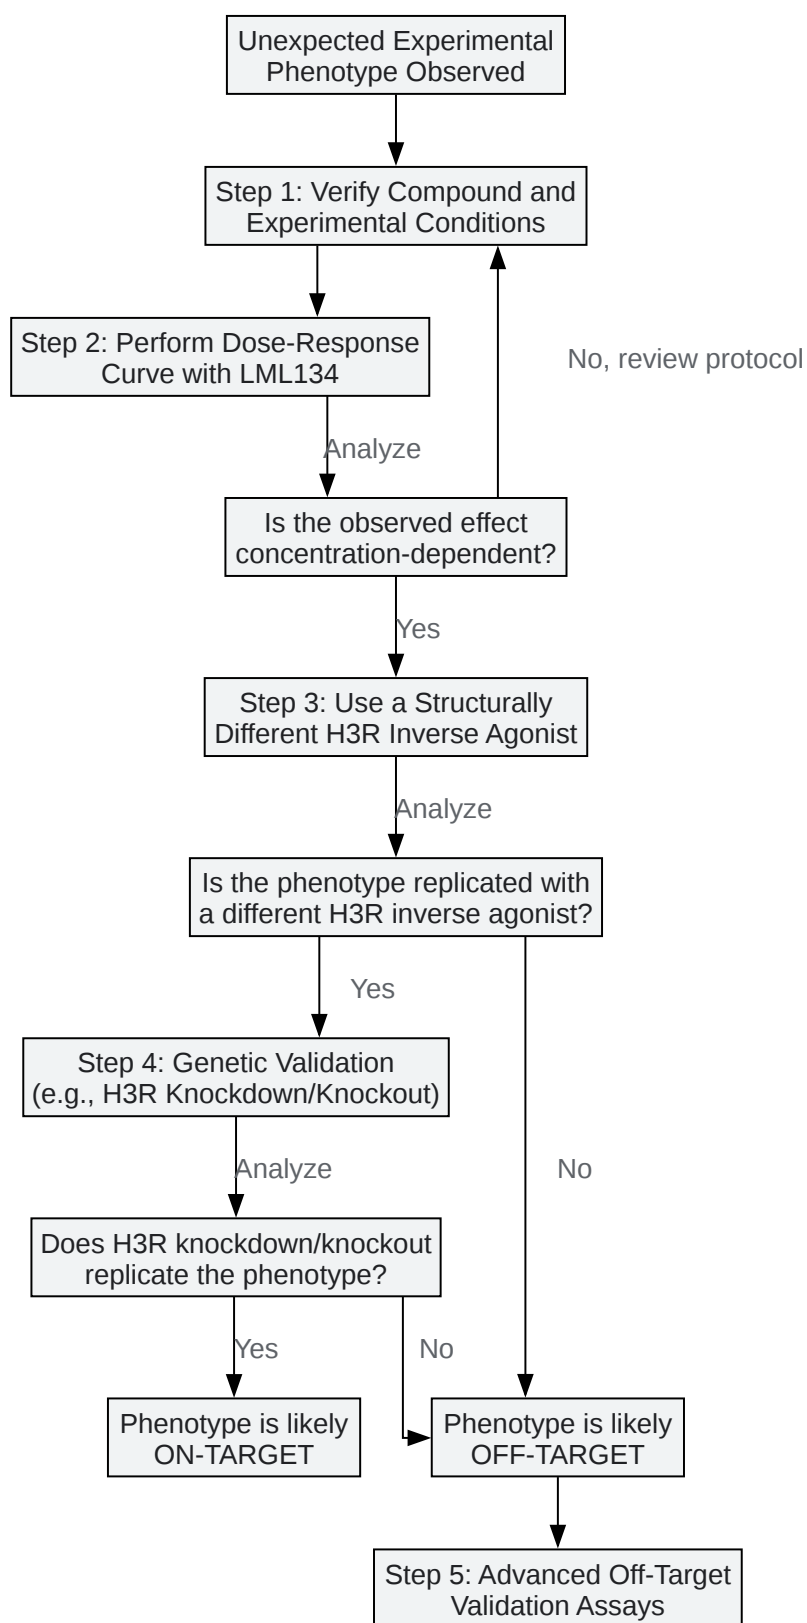 Unexpected Experimental
Phenotype Observed
Step 1: Verify Compound and
Experimental Conditions
Step 2: Perform Dose-Response
Curve with LML134
No, review protocol
Analyze
Is the observed effect
concentration-dependent?
Yes
Step 3: Use a Structurally
Different H3R Inverse Agonist
Analyze
Is the phenotype replicated with
a different H3R inverse agonist?
Yes
Step 4: Genetic Validation
(e.g., H3R Knockdown/Knockout)
Analyze
No
Does H3R knockdown/knockout
replicate the phenotype?
Yes
No
Phenotype is likely
ON-TARGET
Phenotype is likely
OFF-TARGET
Step 5: Advanced Off-Target
Validation Assays